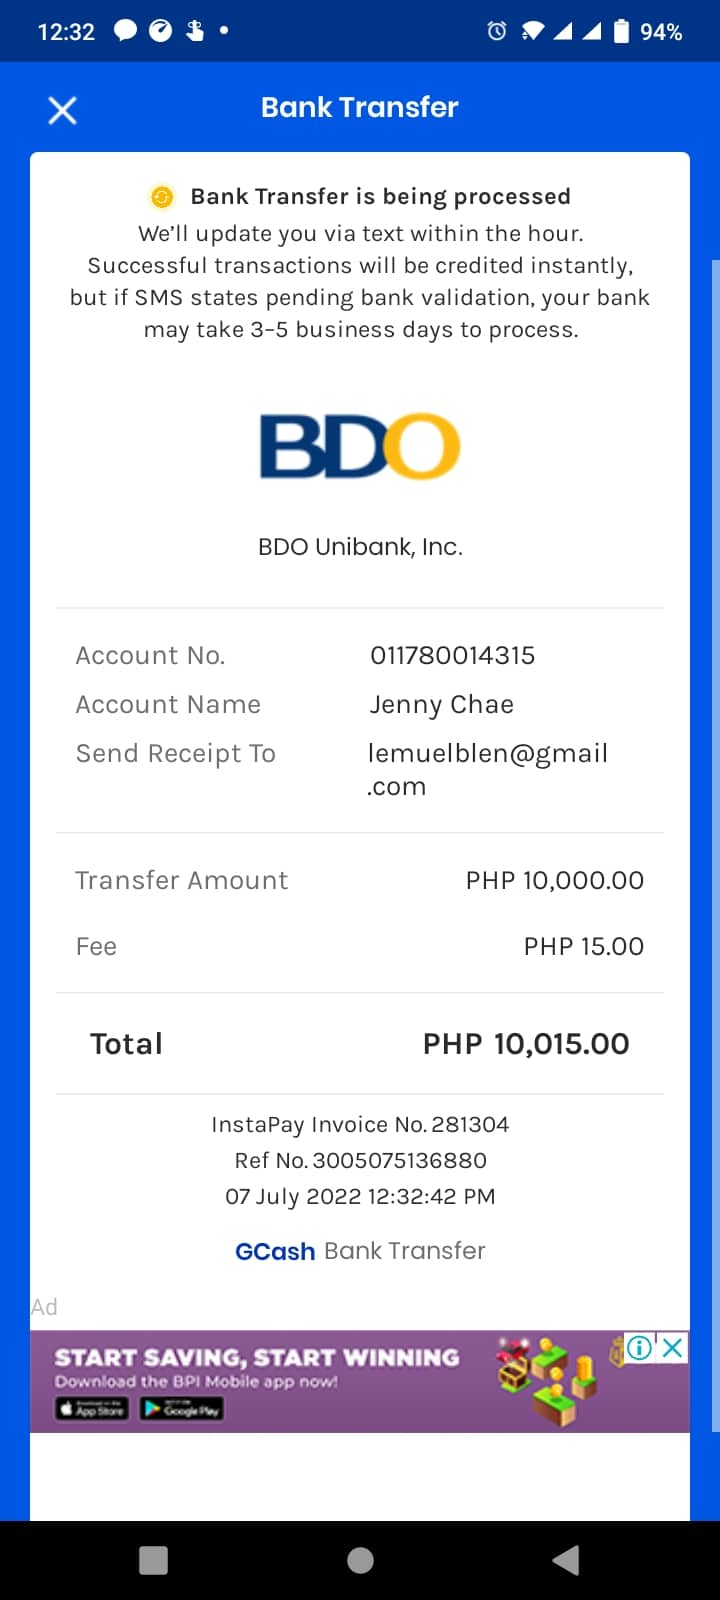 12:32
94%
Bank Transfer
Bank Transfer is being processed
We'll update you via text within the hour.
Successful transactions will be credited instantly,
but if SMS states pending bank validation, your bank
may take 3-5 business days to process.
BDO
BDO Unibank, Inc.
Account No. 011780014315
Account Name Jenny Chae
Send Receipt To lemuelblen@gmail
.com
Transfer Amount PHP 10,000.00
Fee PHP 15.00
Total PHP 10,015.00
InstaPay Invoice No. 281304
Ref No. 3005075136880
07 July 2022 12:32:42 PM
GCash Bank Transfer
Ad
START SAVING, START WINNING
Download the BPI Mobile app now!
App Store Google Play